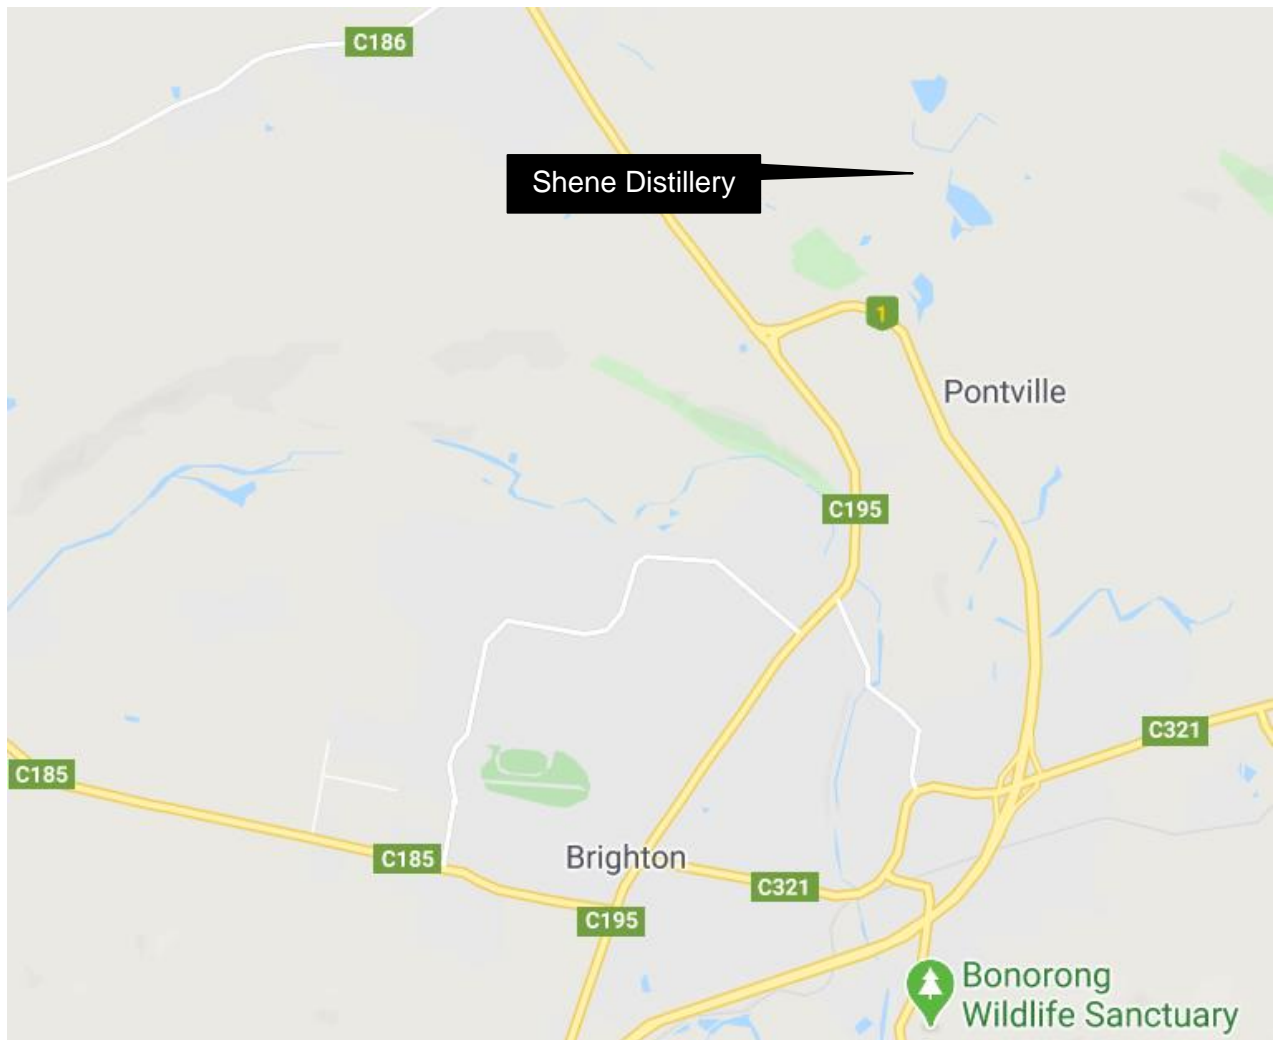 C186
Shene Distillery
1
Pontville
C195
C321
C185
C185
Brighton
C321
C195
Bonorong
Wildlife Sanctuary